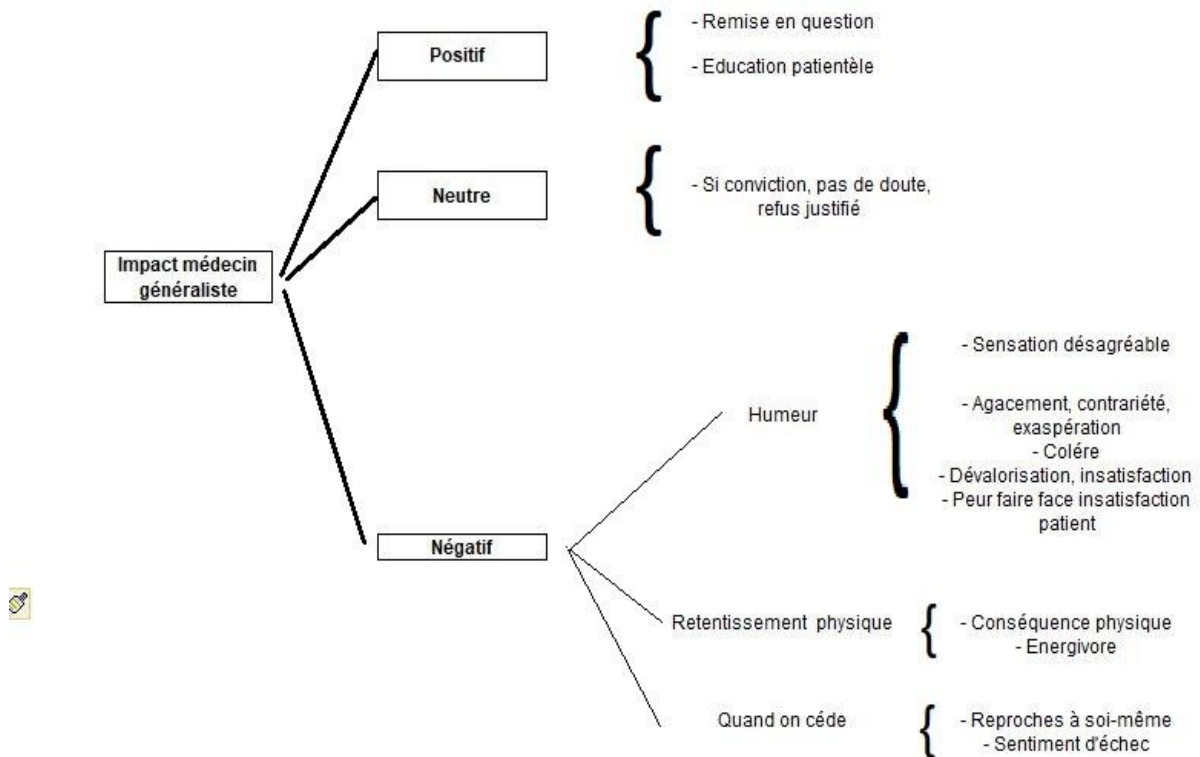 Positif
- Remise en question
- Education patientèle
Neutre
- Si conviction, pas de doute,
refus justifié
Impact médecin
généraliste
Négatif
Humeur
- Sensation désagréable
- Agacement, contrariété,
exaspération
- Colére
- Dévalorisation, insatisfaction
- Peur faire face insatisfaction
patient
Retentissement physique
- Conséquence physique
- Energivore
Quand on céde
- Reproches à soi-même
- Sentiment d'échec